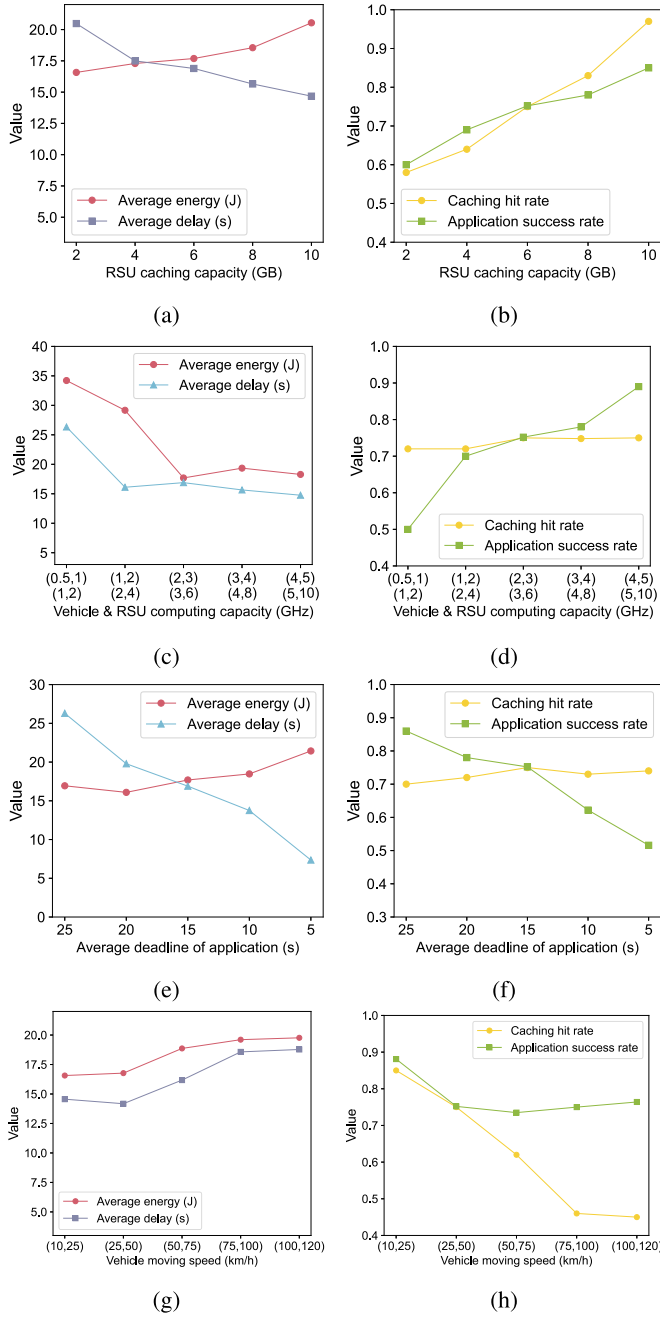 20.0
17.5
15.0
12.5
10.0
7.5
5.0
Value
Average energy (J)
Average delay (s)
2 4 6 8 10
RSU caching capacity (GB)
(a)
1.0
0.9
0.8
0.7
0.6
0.5
0.4
Value
Caching hit rate
Application success rate
2 4 6 8 10
RSU caching capacity (GB)
(b)
40
35
30
25
20
15
10
5
Value
Average energy (J)
Average delay (s)
(0.5,1) (1,2) (2,3) (3,4) (4,5)
(1,2) (2,4) (3,6) (4,8) (5,10)
Vehicle & RSU computing capacity (GHz)
(c)
1.0
0.9
0.8
0.7
0.6
0.5
0.4
Value
Caching hit rate
Application success rate
(0.5,1) (1,2) (2,3) (3,4) (4,5)
(1,2) (2,4) (3,6) (4,8) (5,10)
Vehicle & RSU computing capacity (GHz)
(d)
30
25
20
15
10
5
0
Value
Average energy (J)
Average delay (s)
25 20 15 10 5
Average deadline of application (s)
(e)
1.0
0.9
0.8
0.7
0.6
0.5
0.4
0.3
Value
Caching hit rate
Application success rate
25 20 15 10 5
Average deadline of application (s)
(f)
20.0
17.5
15.0
12.5
10.0
7.5
5.0
Value
Average energy (J)
Average delay (s)
(10,25) (25,50) (50,75) (75,100) (100,120)
Vehicle moving speed (km/h)
(g)
1.0
0.9
0.8
0.7
0.6
0.5
0.4
Value
Caching hit rate
Application success rate
(10,25) (25,50) (50,75) (75,100) (100,120)
Vehicle moving speed (km/h)
(h)